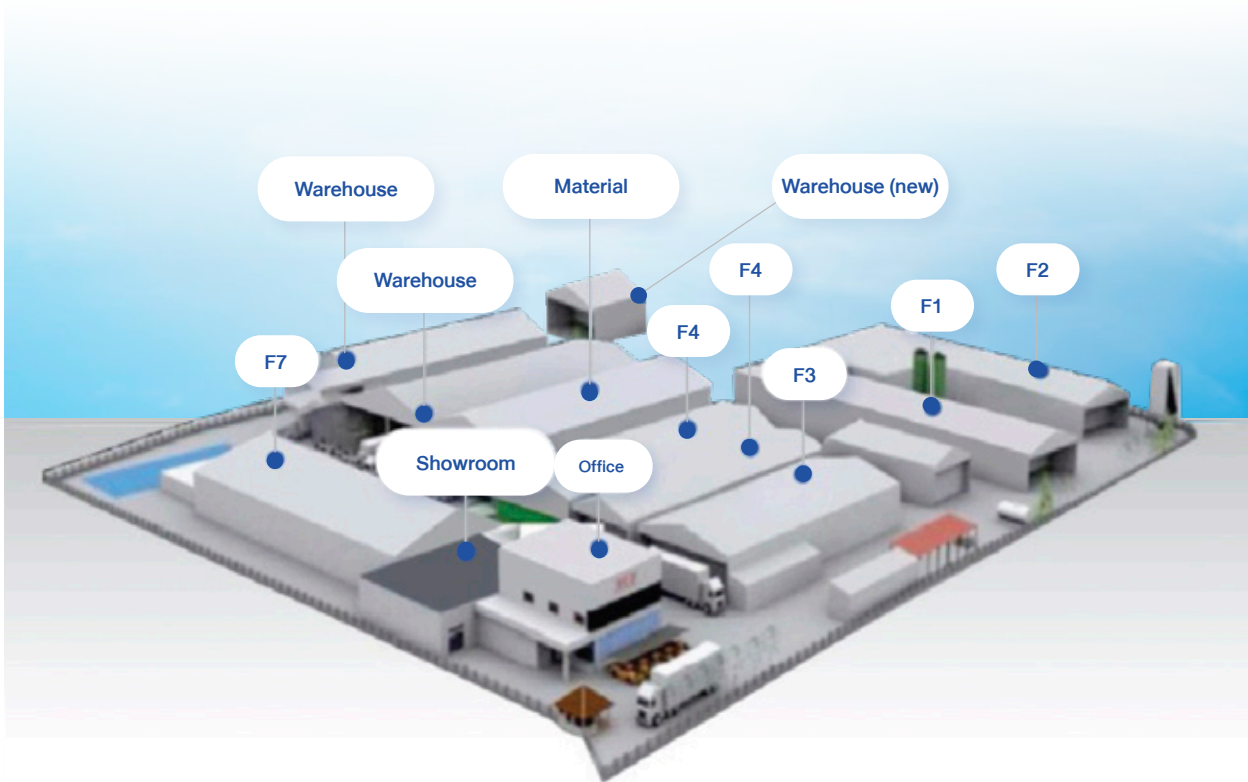 Warehouse
Material
Warehouse (new)
Warehouse
F4
F2
F1
F4
F7
F3
Showroom
Office